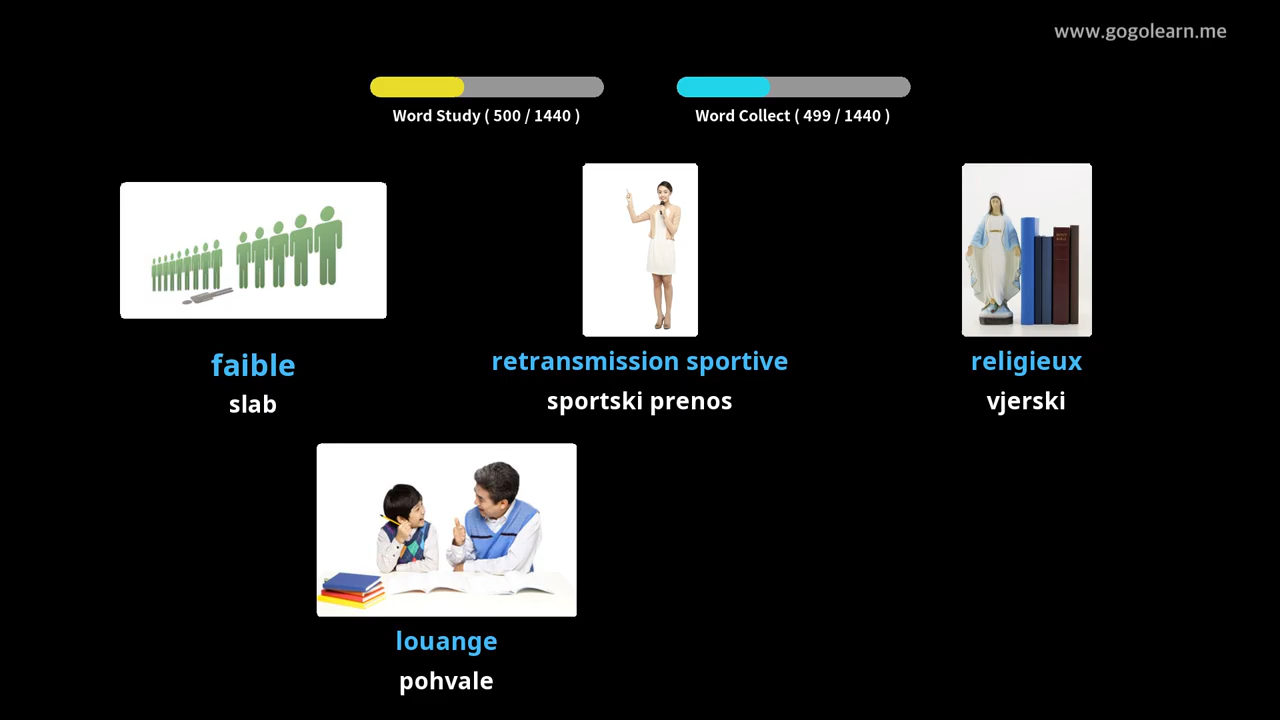 www.gogolearn.me
Word Study ( 500 / 1440 )
Word Collect ( 499 / 1440 )
faible
slab
retransmission sportive
sportski prenos
religieux
vjerski
louange
pohvale